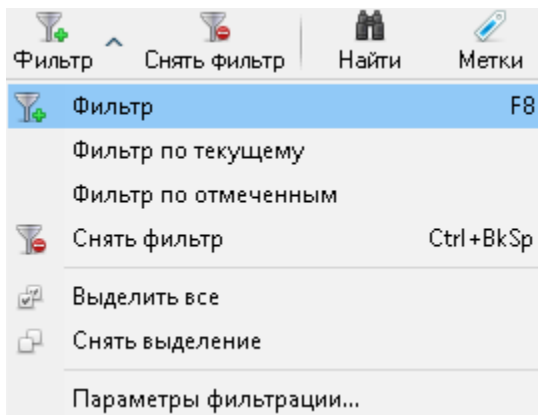 Фильтр Снять фильтр Найти Метки
Фильтр F8
Фильтр по текущему
Фильтр по отмеченным
Снять фильтр Ctrl+BkSp
Выделить все
Снять выделение
Параметры фильтрации...